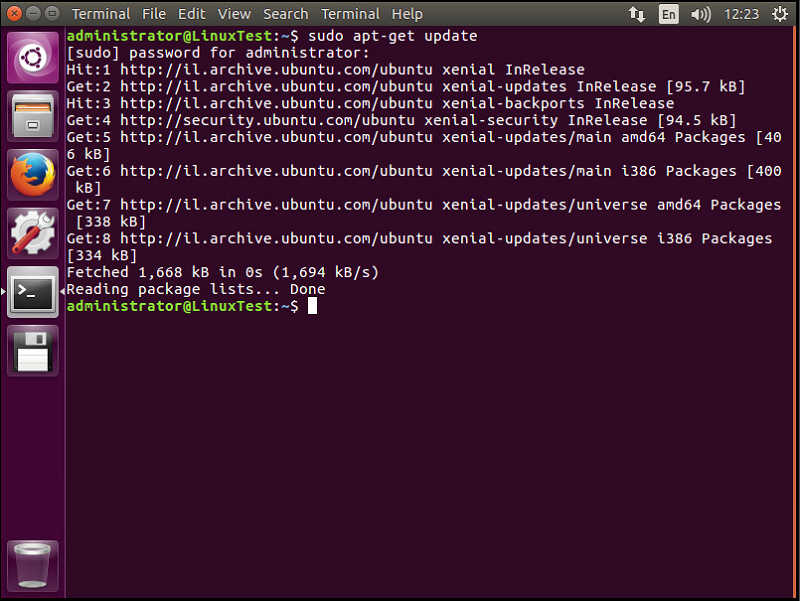 Terminal File Edit View Search Terminal Help En 12:23
administrator@LinuxTest:~$ sudo apt-get update
[sudo] password for administrator:
Hit:1 http://il.archive.ubuntu.com/ubuntu xenial InRelease
Get:2 http://il.archive.ubuntu.com/ubuntu xenial-updates InRelease [95.7 kB]
Hit:3 http://il.archive.ubuntu.com/ubuntu xenial-backports InRelease
Get:4 http://security.ubuntu.com/ubuntu xenial-security InRelease [94.5 kB]
Get:5 http://il.archive.ubuntu.com/ubuntu xenial-updates/main amd64 Packages [40
6 kB]
Get:6 http://il.archive.ubuntu.com/ubuntu xenial-updates/main i386 Packages [400
 kB]
Get:7 http://il.archive.ubuntu.com/ubuntu xenial-updates/universe amd64 Packages
 [338 kB]
Get:8 http://il.archive.ubuntu.com/ubuntu xenial-updates/universe i386 Packages
[334 kB]
Fetched 1,668 kB in 0s (1,694 kB/s)
Reading package lists... Done
administrator@LinuxTest:~$
>_